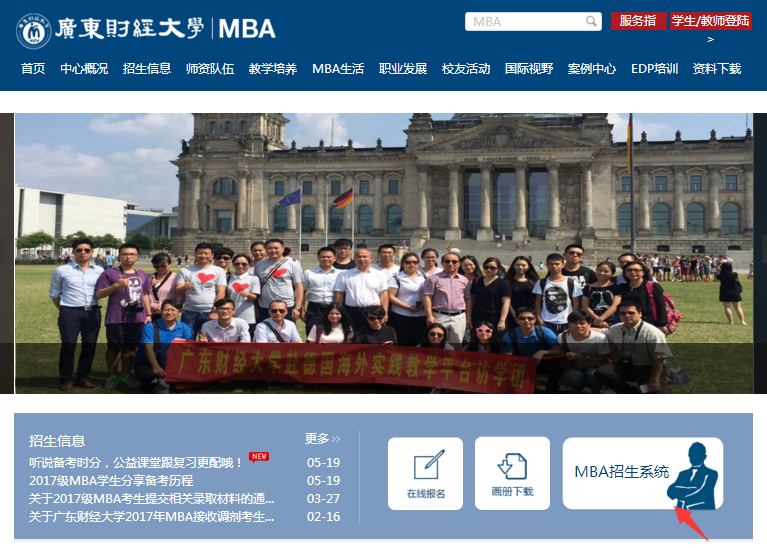 廣東財經大學 MBA
MBA
服务指 学生/教师登陆
>
首页 中心概况 招生信息 师资队伍 教学培养 MBA生活 职业发展 校友活动 国际视野 案例中心 EDP培训 资料下载
广东财经大学赴德国海外实践教学平台访学团
招生信息 更多>>
听说备考时分，公益课堂跟复习更配哦！ NEW 05-19
2017级MBA学生分享备考历程 05-19
关于2017级MBA考生提交相关录取材料的通... 03-27
关于广东财经大学2017年MBA接收调剂考生... 02-16
在线报名
画册下载
MBA招生系统